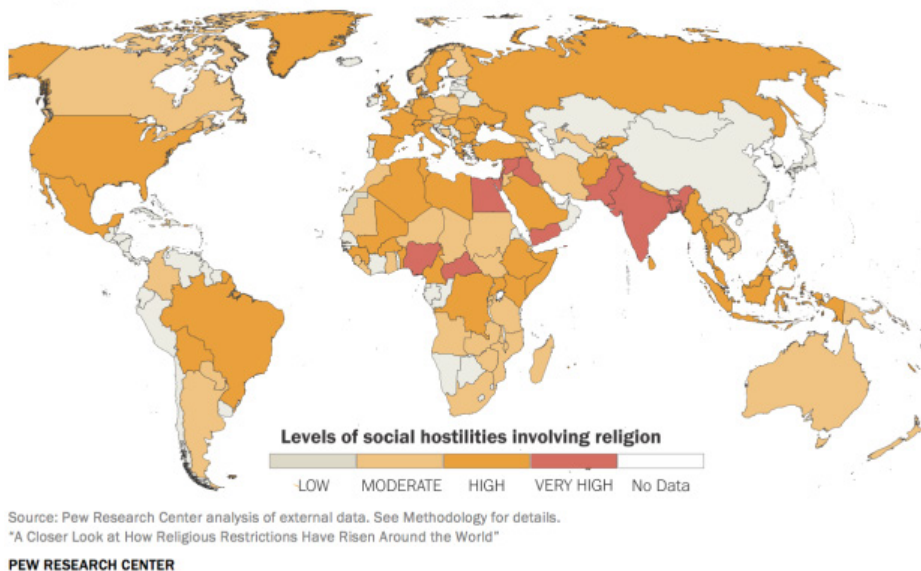 Levels of social hostilities involving religion
LOW MODERATE HIGH VERY HIGH No Data
Source: Pew Research Center analysis of external data. See Methodology for details.
“A Closer Look at How Religious Restrictions Have Risen Around the World”
PEW RESEARCH CENTER